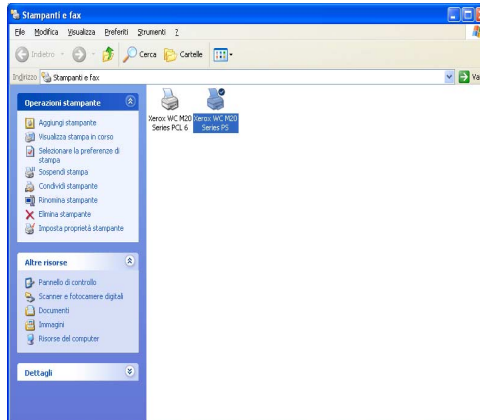 Stampanti e fax
File Modifica Visualizza Preferiti Strumenti ?
Indietro Cerca Cartelle
Indirizzo Stampanti e fax Va
Operazioni stampante
Aggiungi stampante
Visualizza stampa in corso
Selezionare la preferenze di
stampa
Sospendi stampa
Condividi stampante
Rinomina stampante
Elimina stampante
Imposta proprietà stampante
Altre risorse
Pannello di controllo
Scanner e fotocamere digitali
Documenti
Immagini
Risorse del computer
Dettagli
Xerox WC M20
Series PCL 6
Xerox WC M20
Series PS